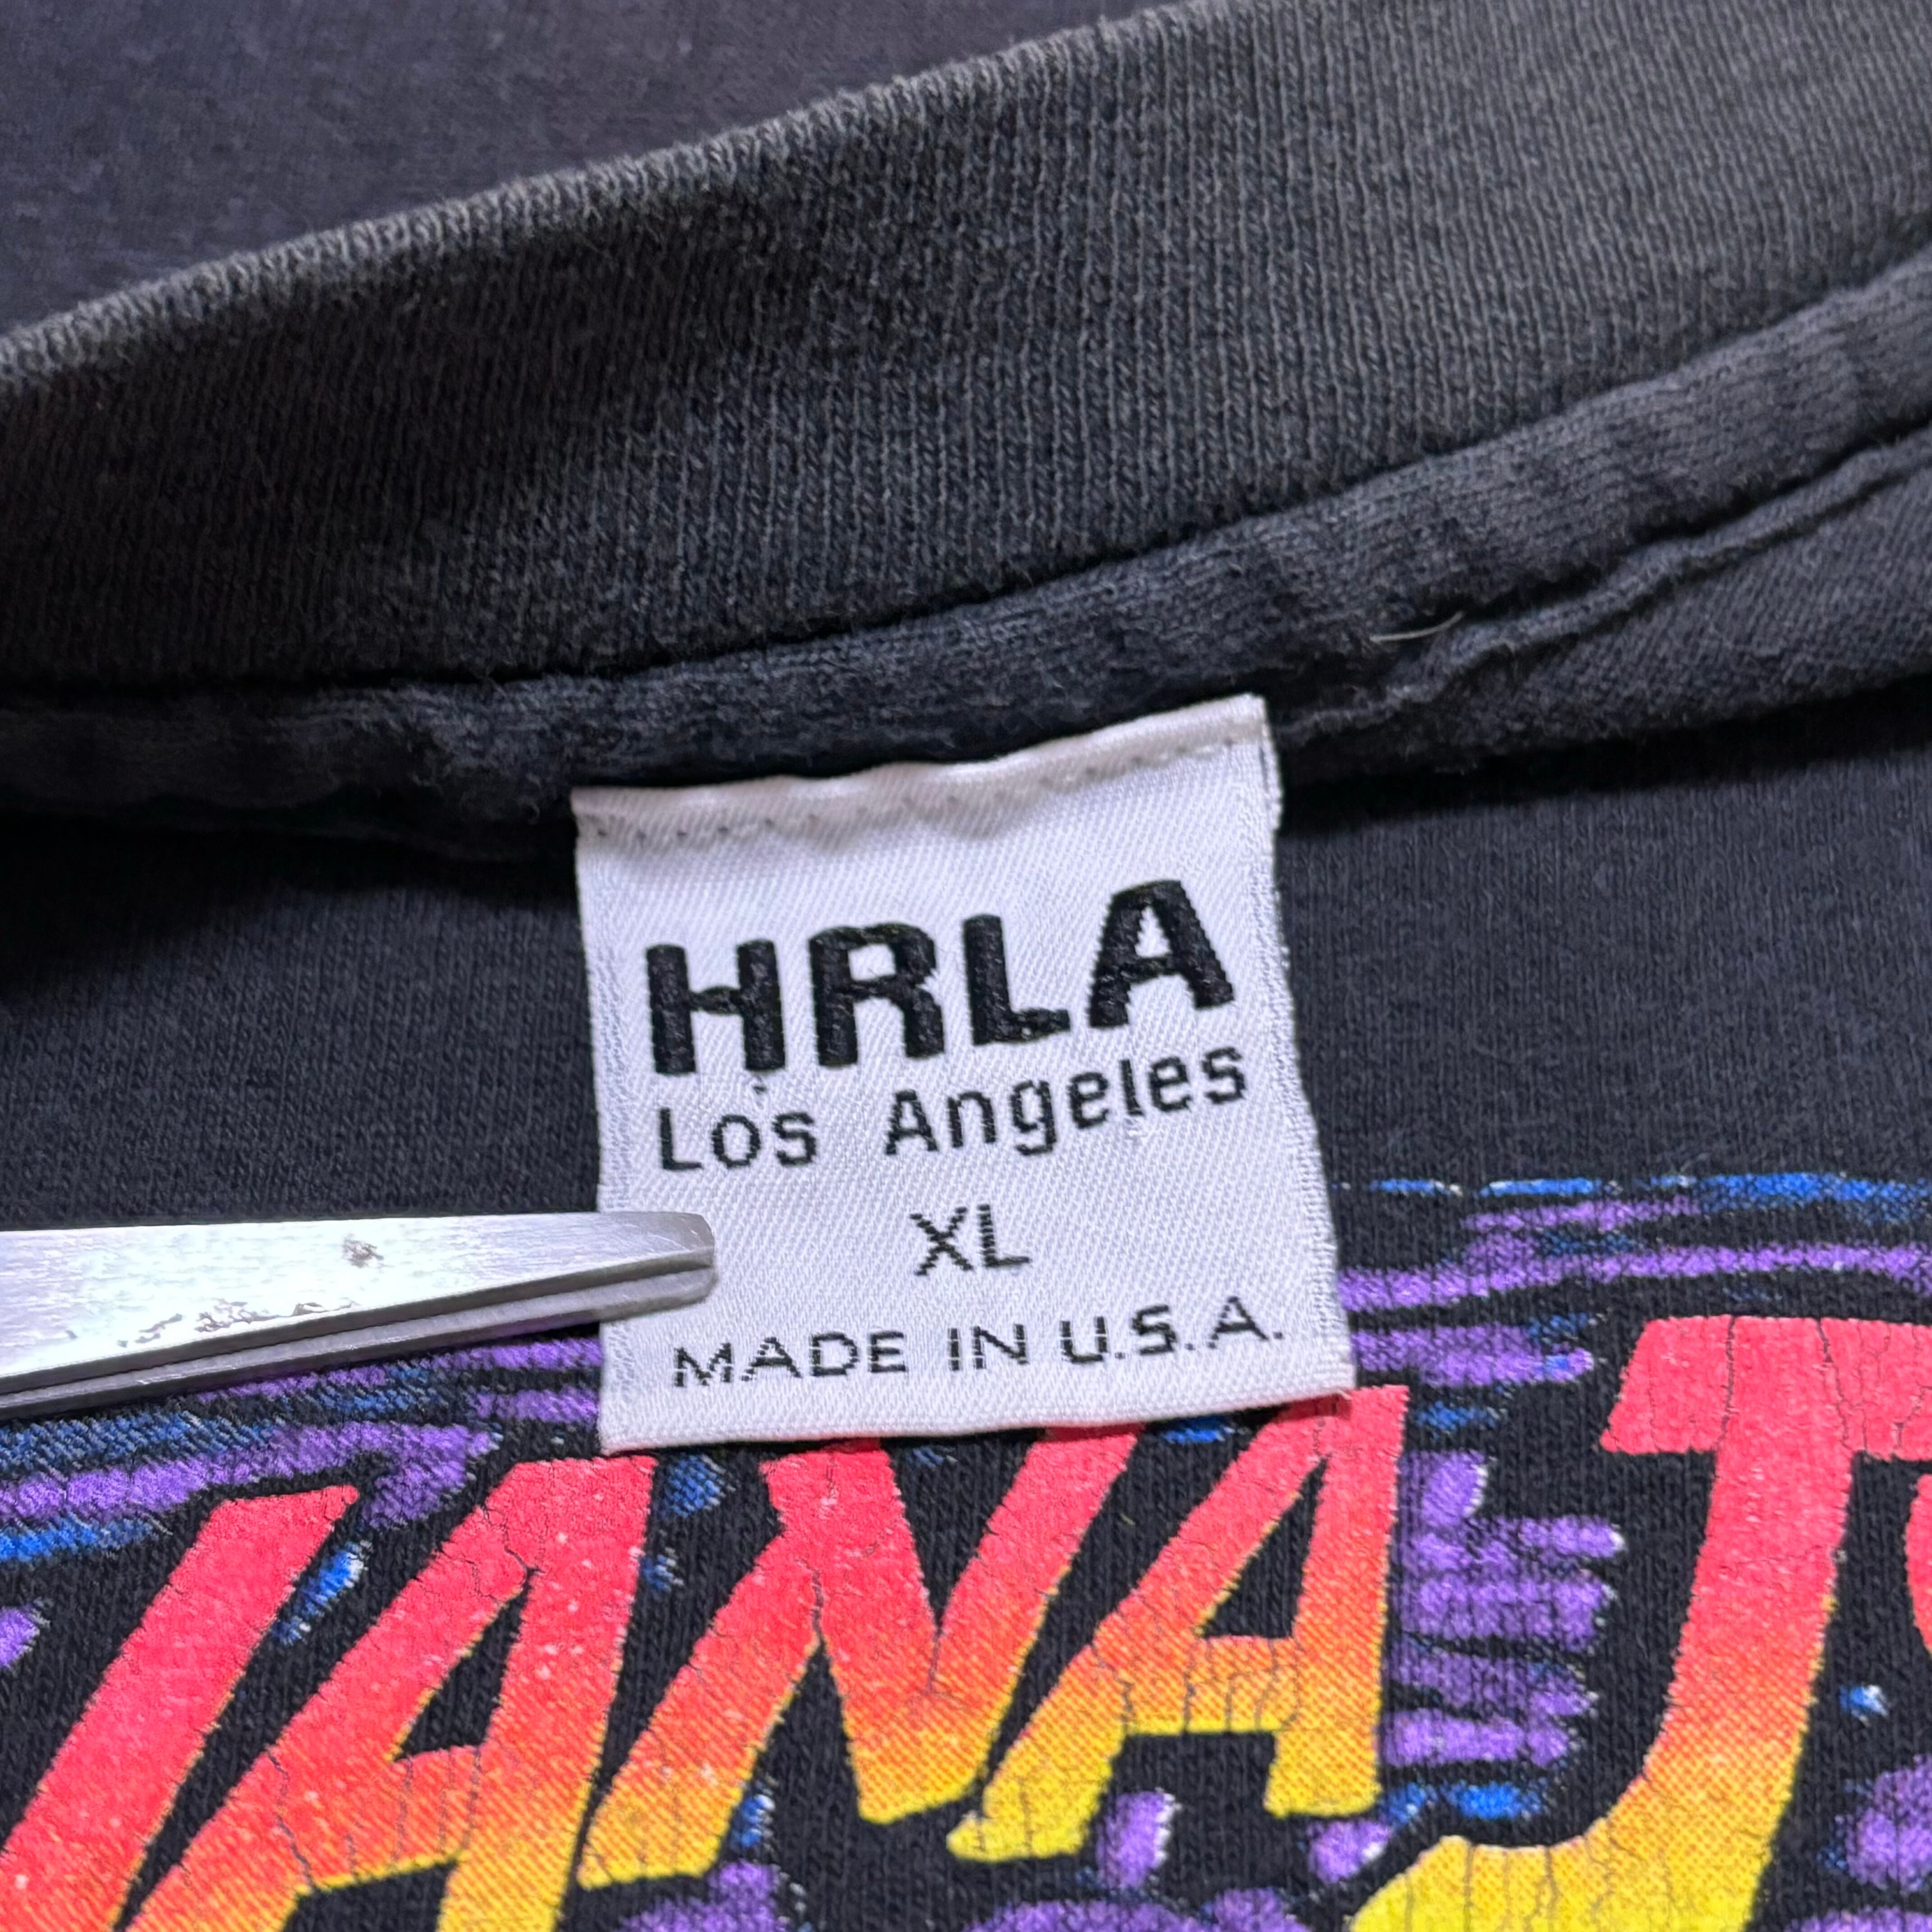 HRLA
Los Angeles
XL
MADE IN U.S.A.